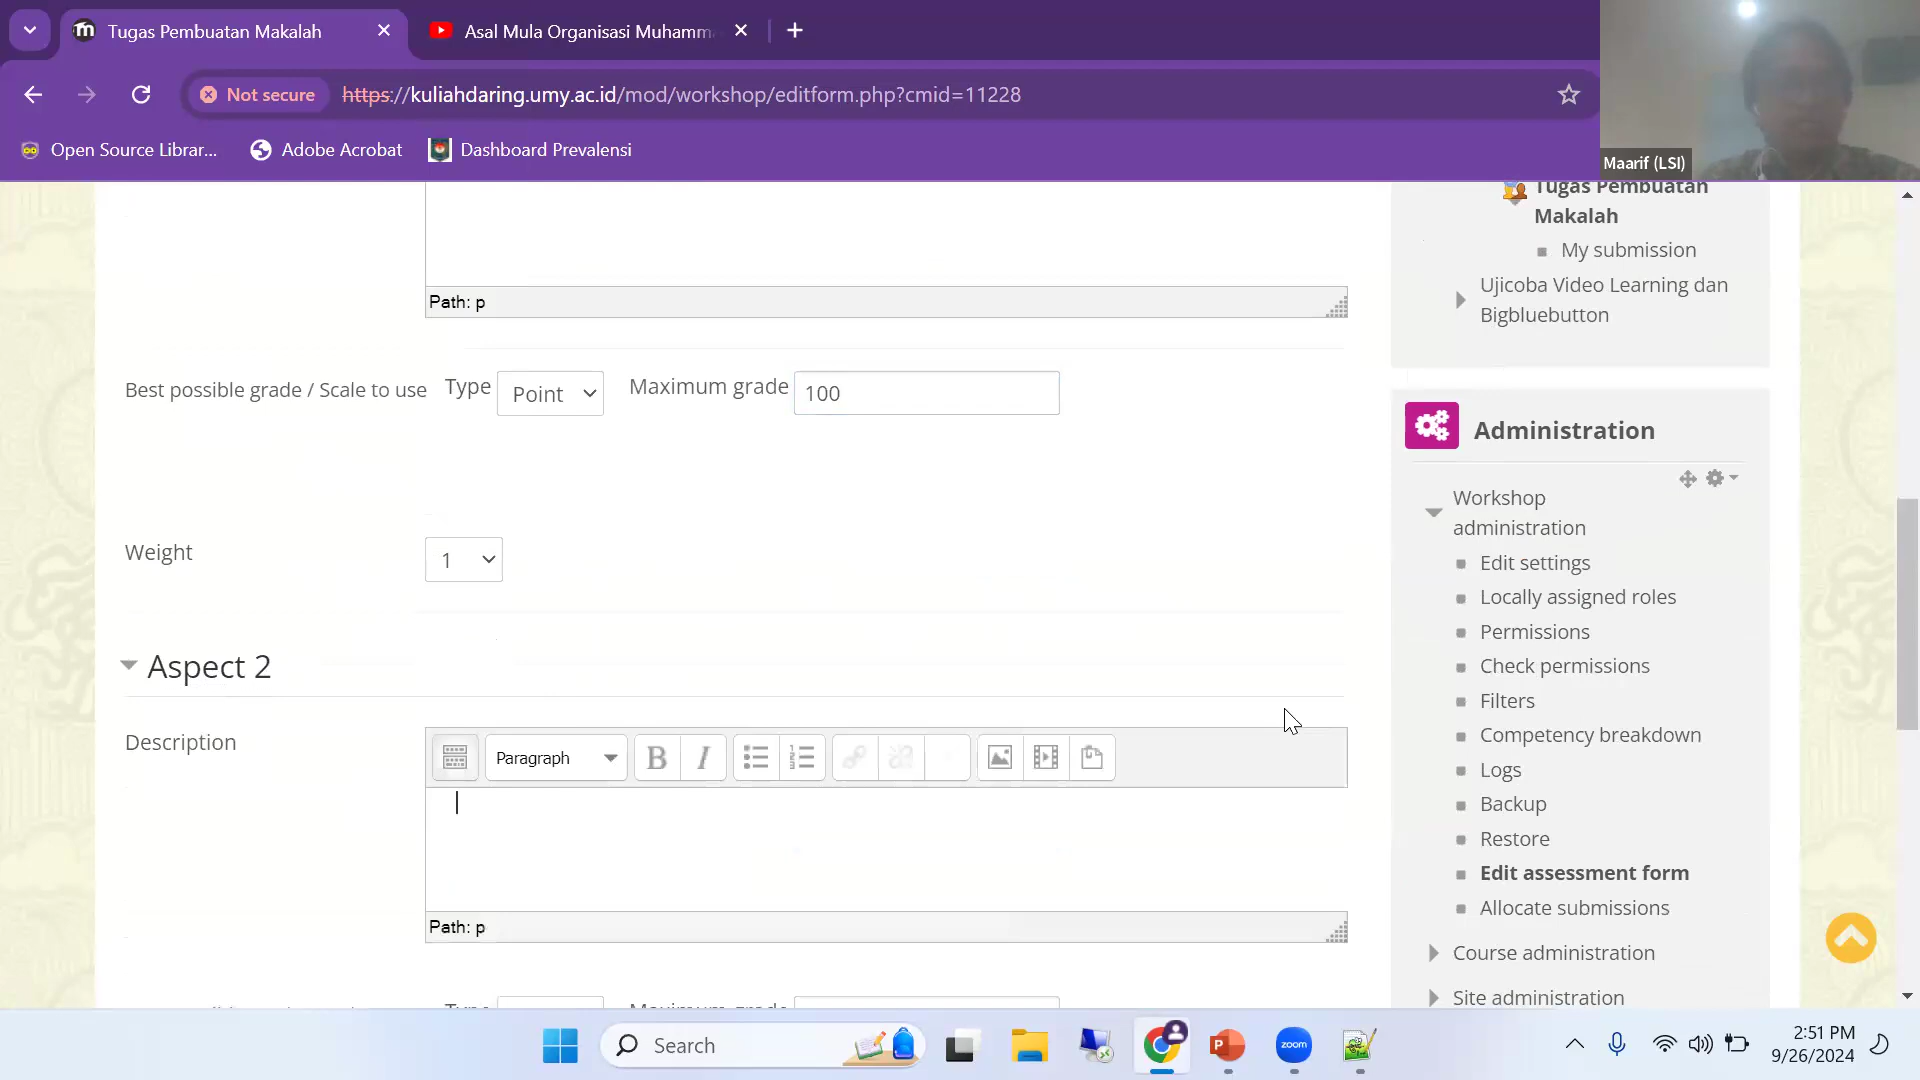 Tugas Pembuatan Makalah
Asal Mula Organisasi Muhamm
Not secure
https://kuliahdaring.umy.ac.id/mod/workshop/editform.php?cmid=11228
Open Source Librar...
Adobe Acrobat
Dashboard Prevalensi
Maarif (LSI)
Path: p
Best possible grade / Scale to use
Type
Point
Maximum grade
100
Weight
1
Aspect 2
Description
Paragraph
B
I
Path: p
Tugas Pembuatan
Makalah
My submission
Ujicoba Video Learning dan
Bigbluebutton
Administration
Workshop
administration
Edit settings
Locally assigned roles
Permissions
Check permissions
Filters
Competency breakdown
Logs
Backup
Restore
Edit assessment form
Allocate submissions
Course administration
Site administration
Search
zoom
2:51 PM
9/26/2024